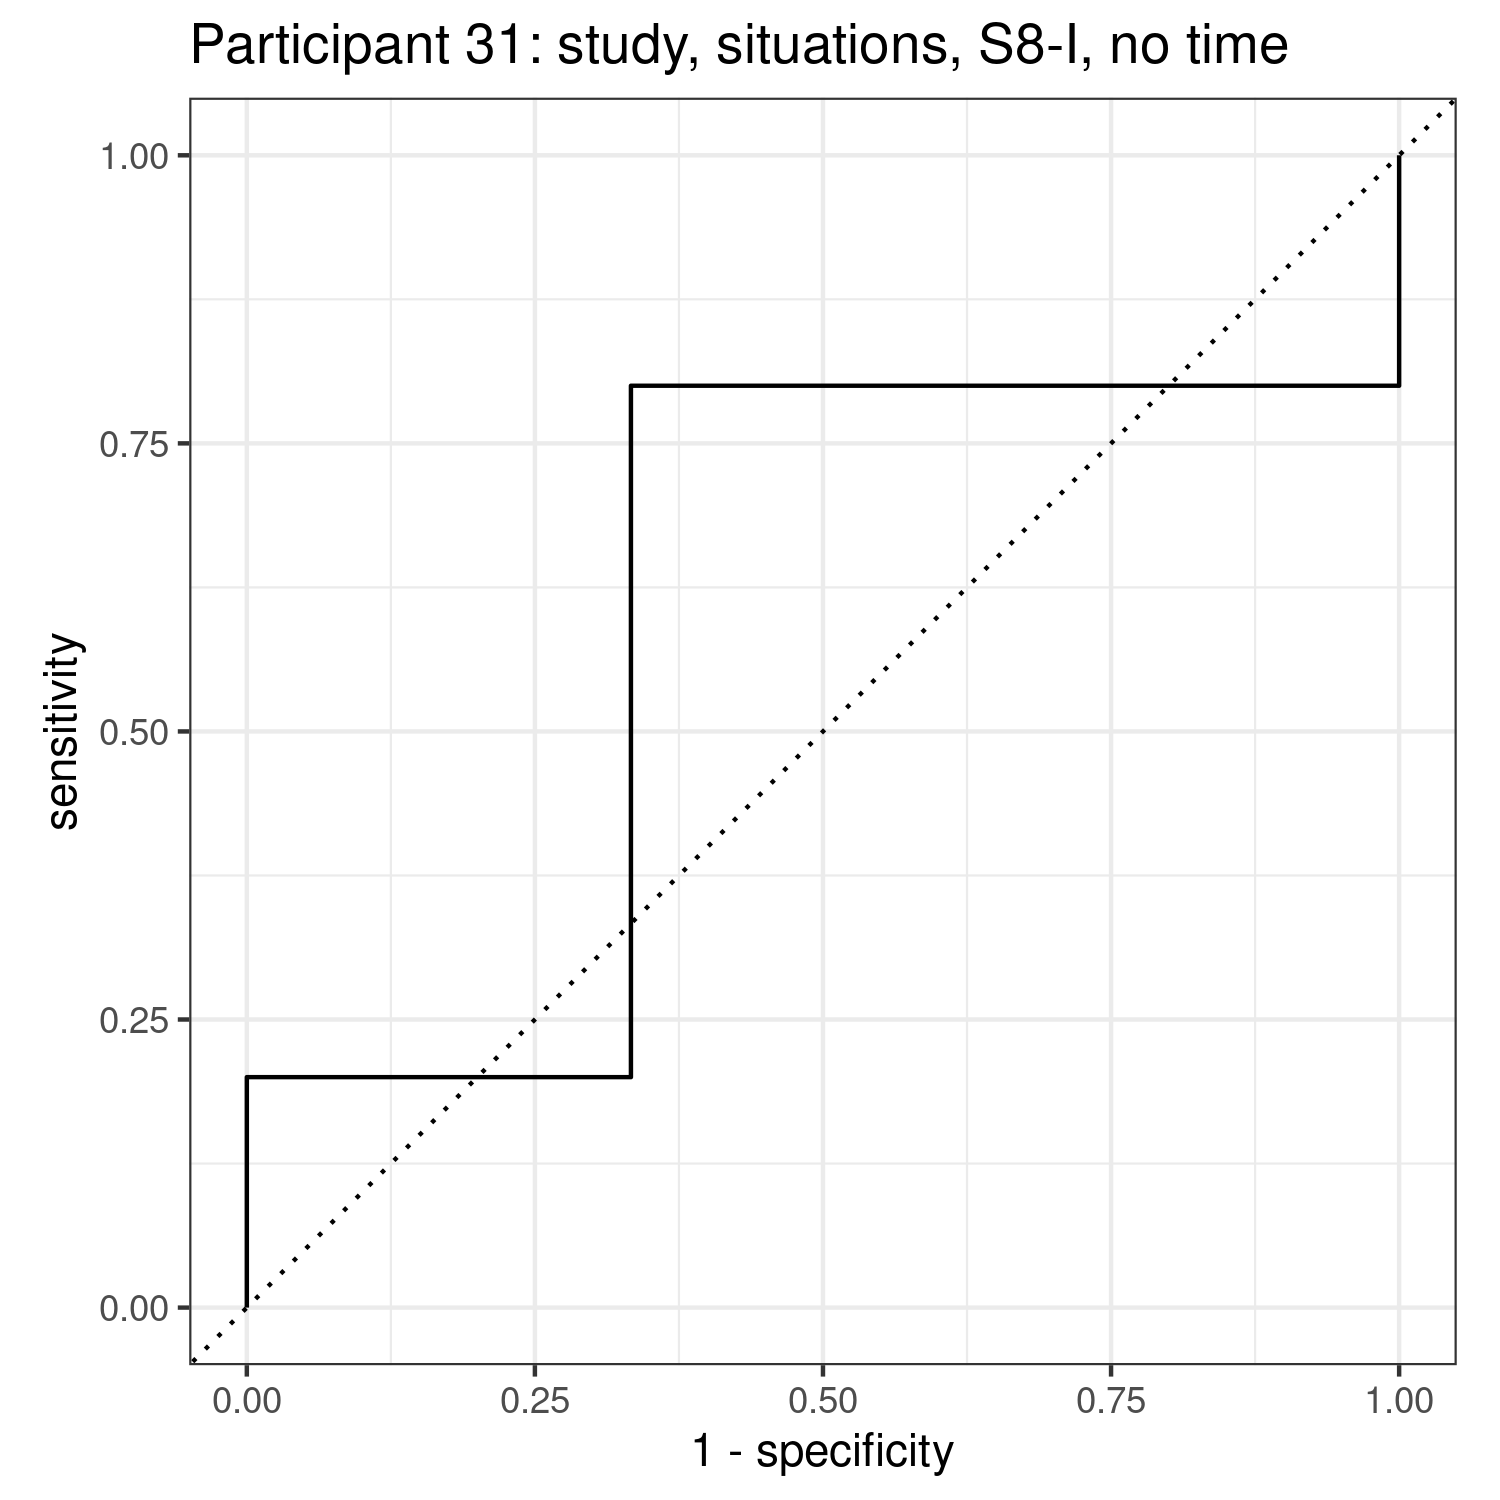 Participant 31: study, situations, S8-I, no time
1.00
0.75
0.50
0.25
0.00
sensitivity
0.00 0.25 0.50 0.75 1.00
1 - specificity